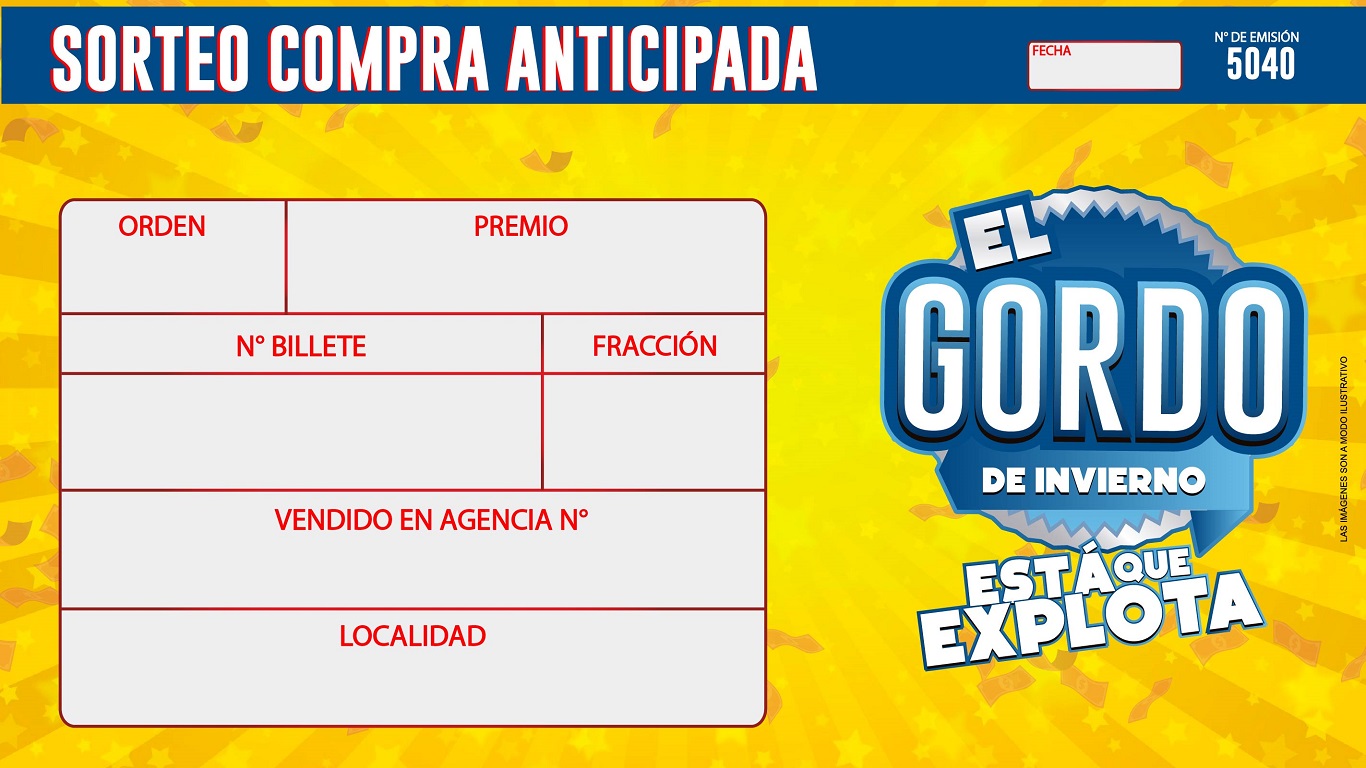 SORTEO COMPRA ANTICIPADA
FECHA
N° DE EMISIÓN
5040
ORDEN
PREMIO
N° BILLETE
FRACCIÓN
VENDIDO EN AGENCIA N°
LOCALIDAD
EL
GORDO
DE INVIERNO
ESTÁ QUE
EXPLOTA
LAS IMÁGENES SON A MODO ILUSTRATIVO